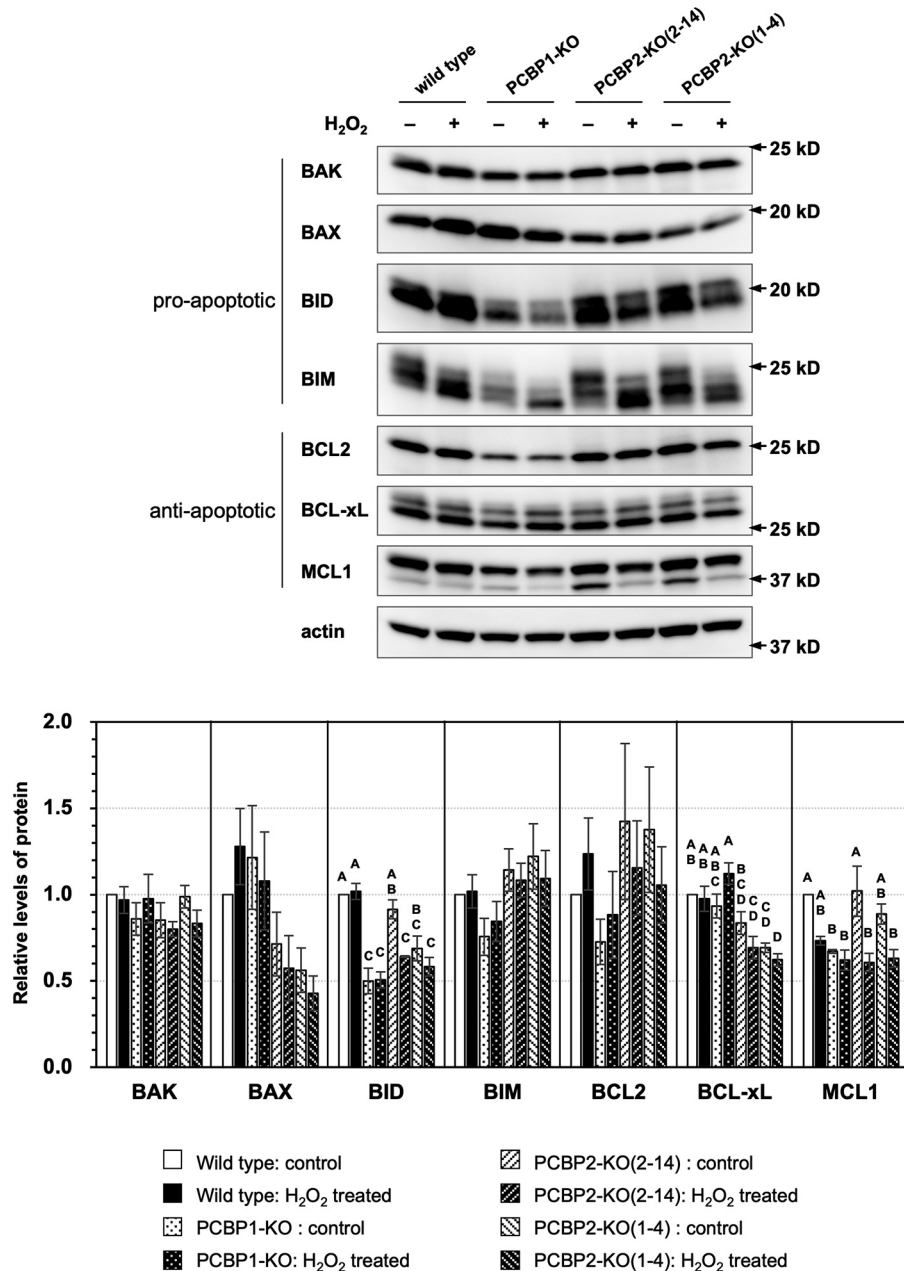 wild type PCBP1-KO PCBP2-KO(2-14) PCBP2-KO(1-4)
H₂O₂ – + – + – + – +
25 kD
BAK
20 kD
BAX
20 kD
pro-apoptotic BID
25 kD
BIM
BCL2 25 kD
anti-apoptotic BCL-xL
25 kD
MCL1 37 kD
actin
37 kD
2.0
1.5
1.0
0.5
0.0
Relative levels of protein
A A C C A B C B C C
A B A B A B C A B C D C D C D D
A A B B B A B A B B
BAK BAX BID BIM BCL2 BCL-xL MCL1
Wild type: control
Wild type: H₂O₂ treated
PCBP1-KO : control
PCBP1-KO: H₂O₂ treated
PCBP2-KO(2-14) : control
PCBP2-KO(2-14): H₂O₂ treated
PCBP2-KO(1-4) : control
PCBP2-KO(1-4): H₂O₂ treated